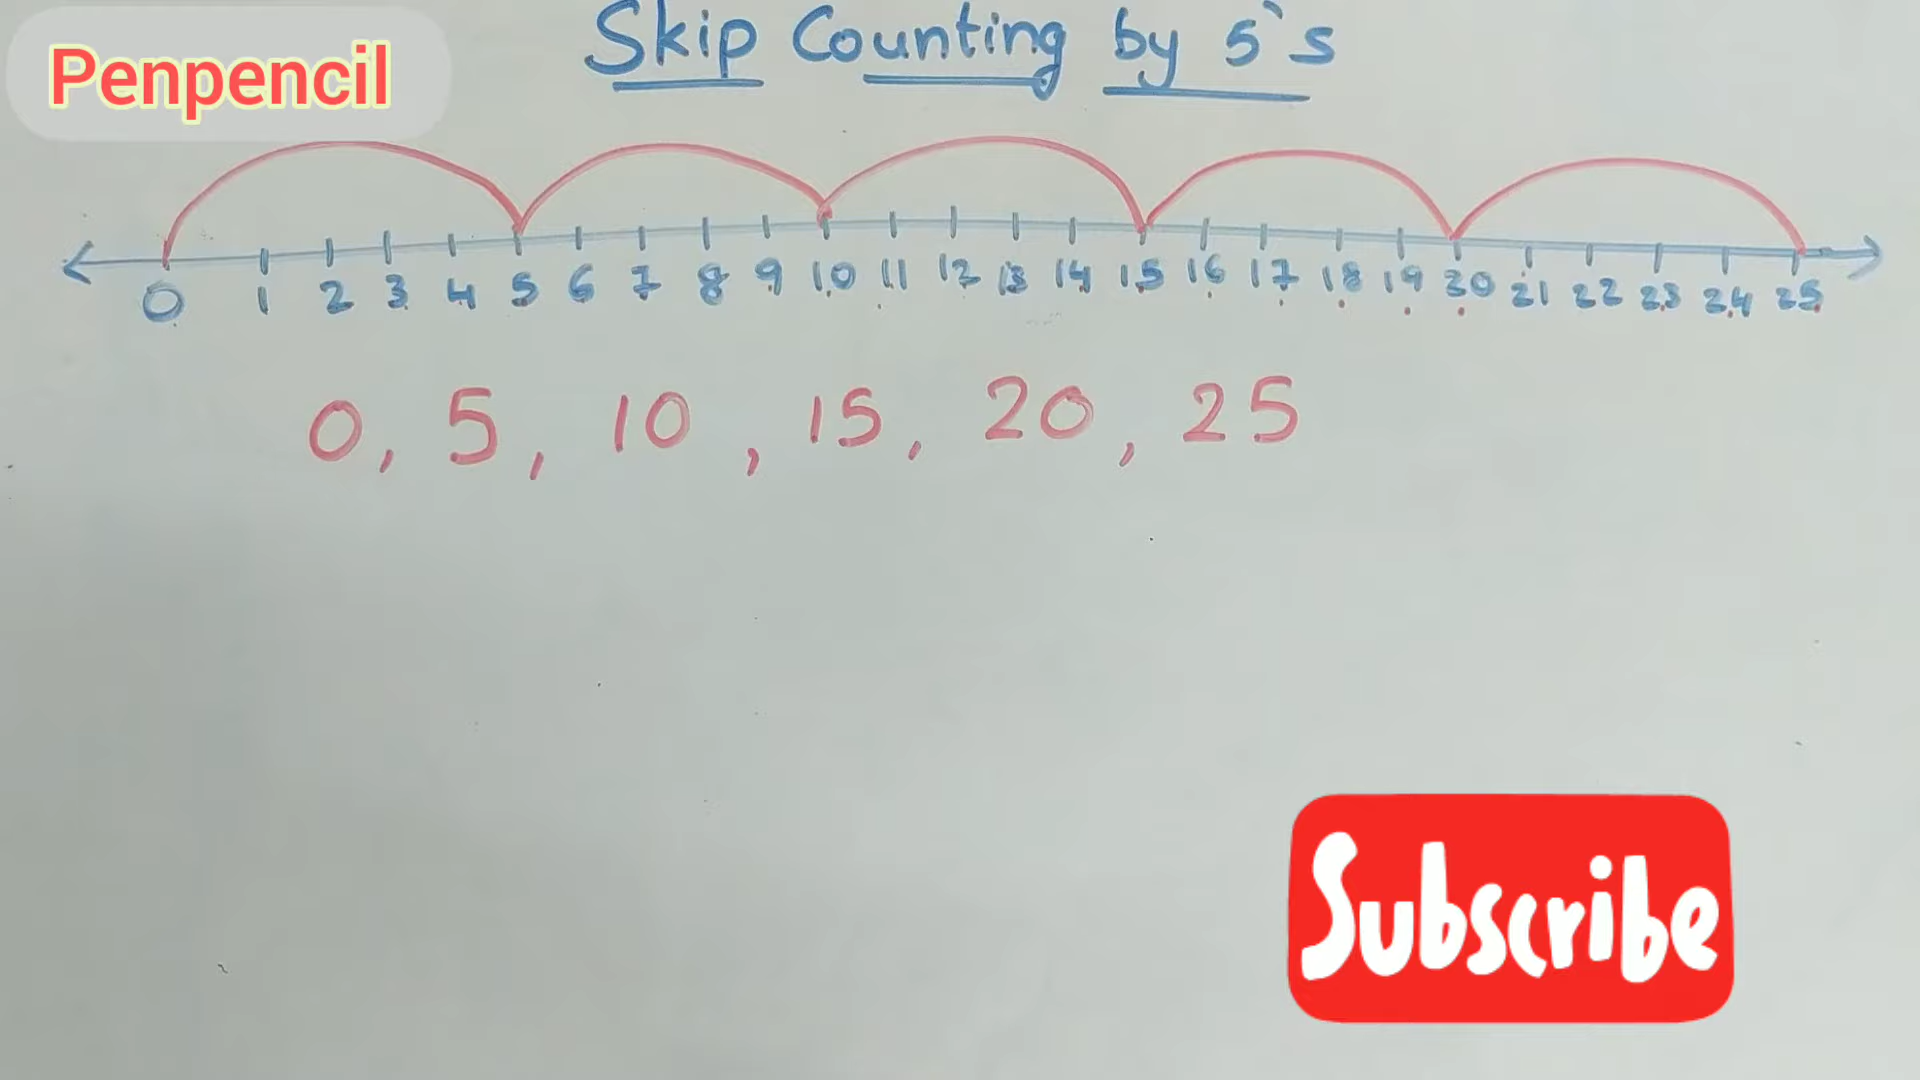 Penpencil
Skip Counting by 5's
0 1 2 3 4 5 6 7 8 9 10 11 12 13 14 15 16 17 18 19 20 21 22 23 24 25
0, 5, 10, 15, 20, 25
Subscribe